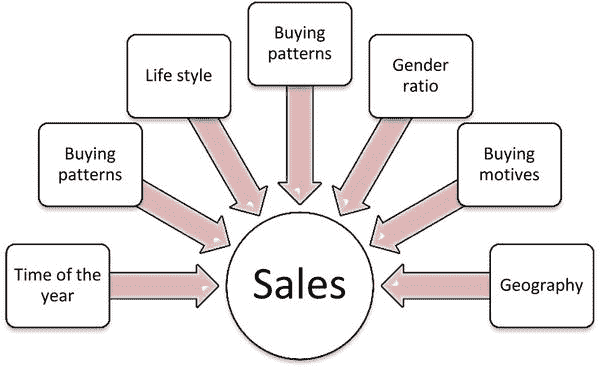 Buying
patterns
Life style
Gender
ratio
Buying
patterns
Buying
motives
Time of the
year
Sales
Geography